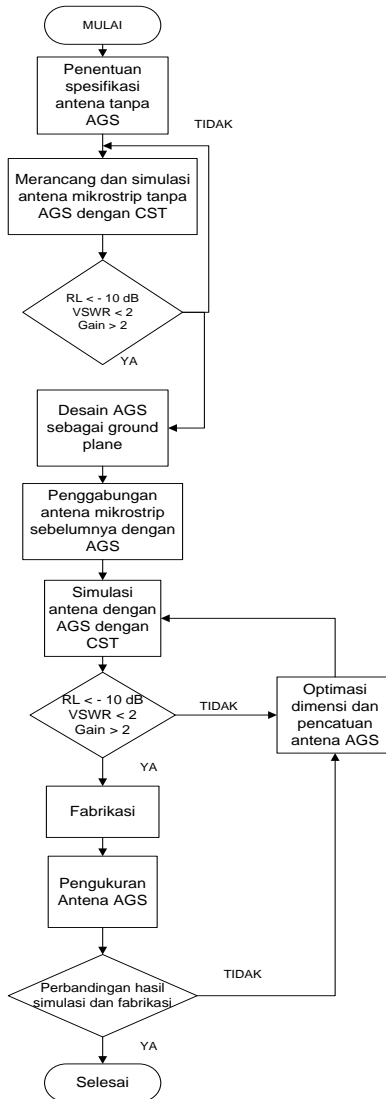 MULAI
Penentuan
spesifikasi
antena tanpa
AGS
TIDAK
Merancang dan simulasi
antena mikrostrip tanpa
AGS dengan CST
RL < - 10 dB
VSWR < 2
Gain > 2
YA
Desain AGS
sebagai ground
plane
Penggabungan
antena mikrostrip
sebelumnya dengan
AGS
Simulasi
antena dengan
AGS dengan
CST
RL < - 10 dB
VSWR < 2
Gain > 2
TIDAK
Optimasi
dimensi dan
pencatuan
antena AGS
YA
Fabrikasi
Pengukuran
Antena AGS
Perbandingan hasil
simulasi dan fabrikasi
TIDAK
YA
Selesai